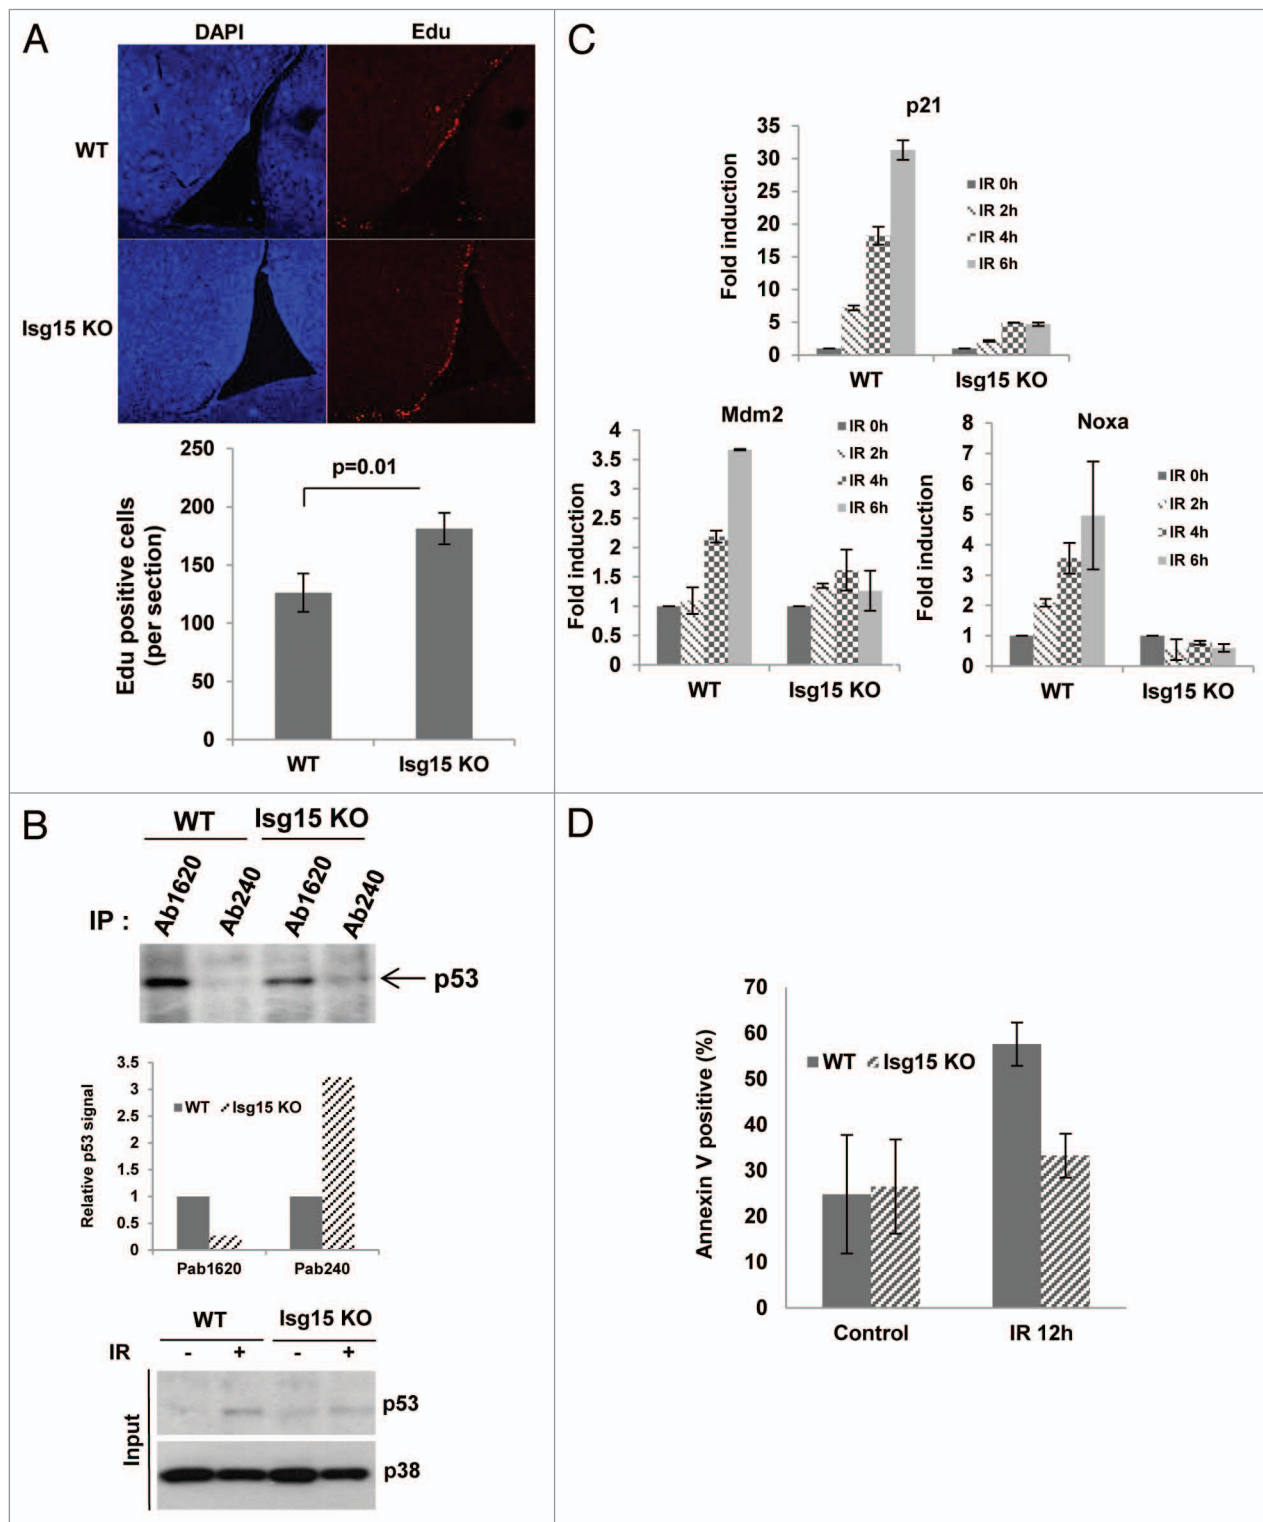 A
DAPI
Edu
WT
Isg15 KO
250
200
150
100
50
0
p=0.01
Edu positive cells
(per section)
WT
Isg15 KO
B
WT
Isg15 KO
IP :
Ab1620
Ab240
Ab1620
Ab240
p53
3.5
3
2.5
2
1.5
1
0.5
0
Relative p53 signal
WT
Isg15 KO
Pab1620
Pab240
WT
Isg15 KO
IR
-
+
-
+
Input
p53
p38
C
p21
35
30
25
20
15
10
5
0
Fold induction
IR 0h
IR 2h
IR 4h
IR 6h
WT
Isg15 KO
Mdm2
4
3.5
3
2.5
2
1.5
1
0.5
0
Fold induction
IR 0h
IR 2h
IR 4h
IR 6h
WT
Isg15 KO
Noxa
8
7
6
5
4
3
2
1
0
Fold induction
IR 0h
IR 2h
IR 4h
IR 6h
WT
Isg15 KO
D
70
60
50
40
30
20
10
0
Annexin V positive (%)
WT
Isg15 KO
Control
IR 12h